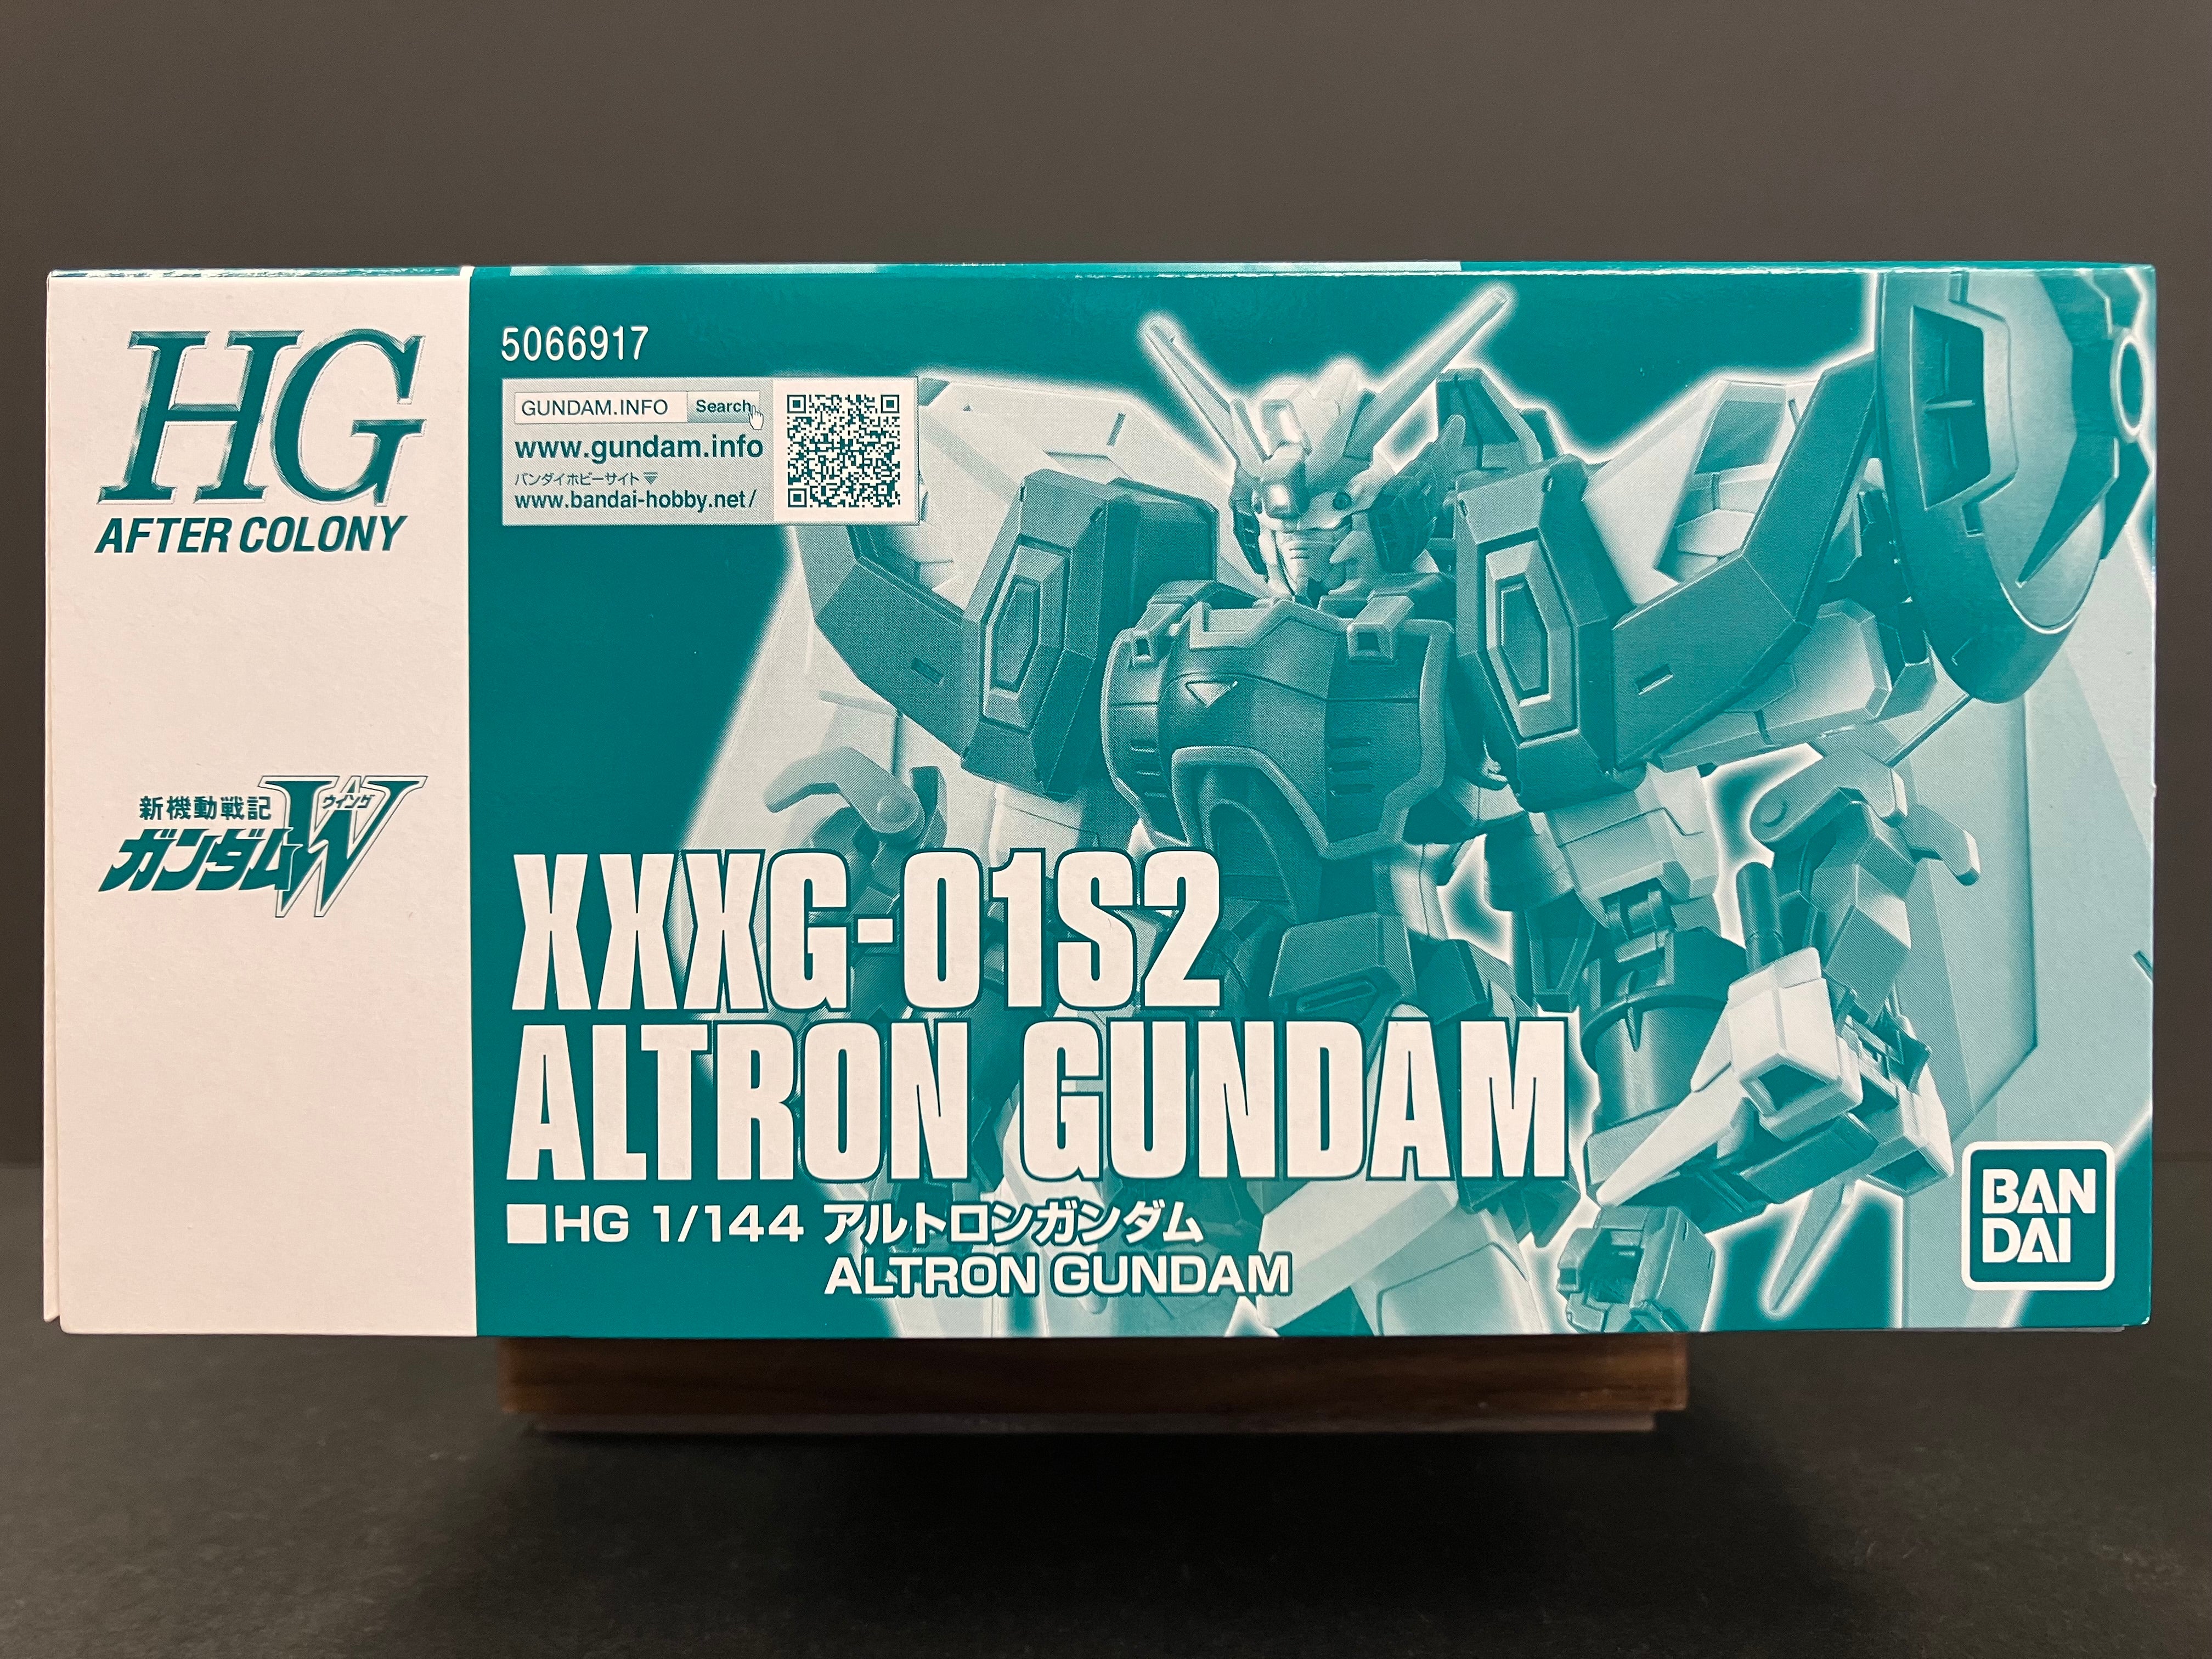 HG
AFTER COLONY
新機動戦記
ガンダムW
ウイング
5066917
GUNDAM.INFO Search
www.gundam.info
バンダイホビーサイト
www.bandai-hobby.net/
XXXG-01S2
ALTRON GUNDAM
■HG 1/144 アルトロンガンダム
ALTRON GUNDAM
BAN
DAI